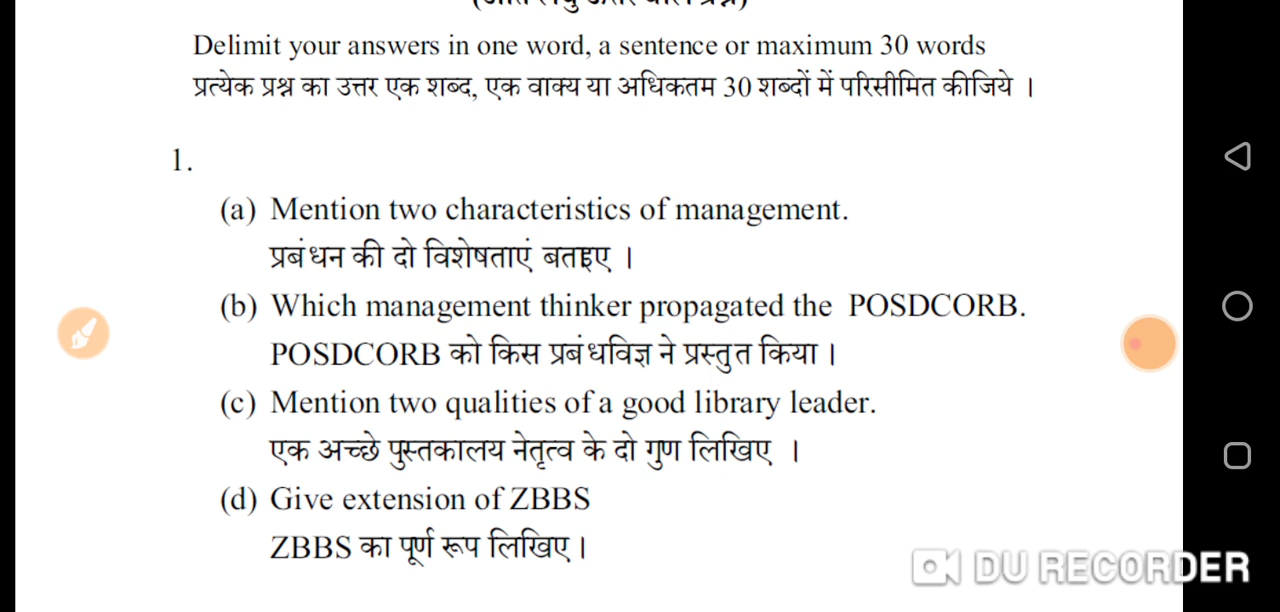 Delimit your answers in one word, a sentence or maximum 30 words
प्रत्येक प्रश्न का उत्तर एक शब्द, एक वाक्य या अधिकतम 30 शब्दों में परिसीमित कीजिये ।
1.
(a) Mention two characteristics of management.
प्रबंधन की दो विशेषताएं बताइए ।
(b) Which management thinker propagated the POSDCORB.
POSDCORB को किस प्रबंधविज्ञ ने प्रस्तुत किया ।
(c) Mention two qualities of a good library leader.
एक अच्छे पुस्तकालय नेतृत्व के दो गुण लिखिए ।
(d) Give extension of ZBBS
ZBBS का पूर्ण रूप लिखिए ।
DU RECORDER